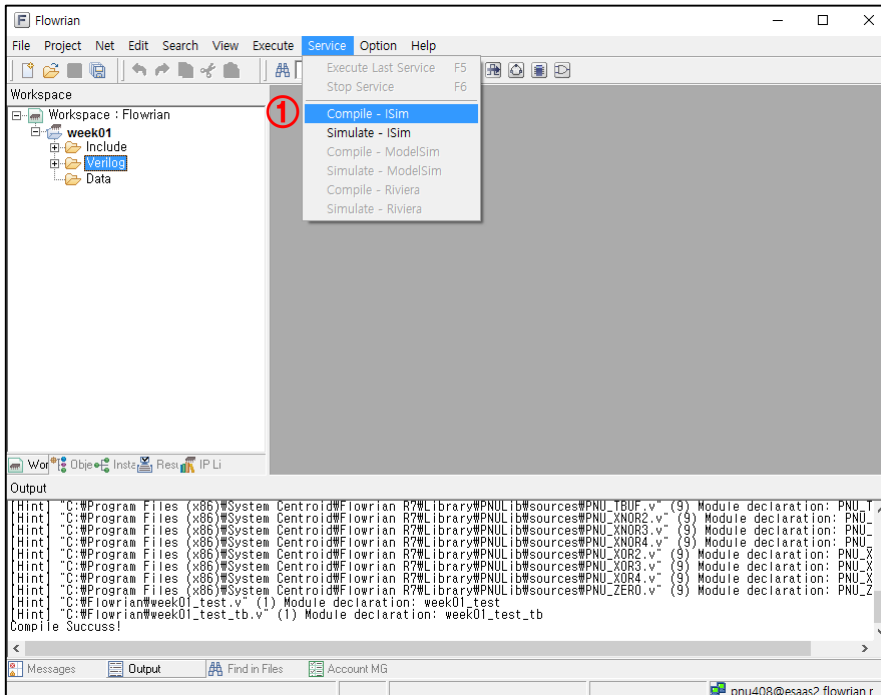 Flowrian
File Project Net Edit Search View Execute Service Option Help
Execute Last Service F5
Stop Service F6
① Compile - ISim
Simulate - ISim
Compile - ModelSim
Simulate - ModelSim
Compile - Riviera
Simulate - Riviera
Workspace
Workspace : Flowrian
week01
Include
Verilog
Data
Wor Obje Insta Resu IP Li
Output
[Hint] "C:₩Program Files (x86)₩System Centroid₩Flowrian R7₩Library₩PNULib₩sources₩PNU_TBUF.v" (9) Module declaration: PNU_T
[Hint] "C:₩Program Files (x86)₩System Centroid₩Flowrian R7₩Library₩PNULib₩sources₩PNU_XNOR2.v" (9) Module declaration: PNU_
[Hint] "C:₩Program Files (x86)₩System Centroid₩Flowrian R7₩Library₩PNULib₩sources₩PNU_XNOR3.v" (9) Module declaration: PNU_
[Hint] "C:₩Program Files (x86)₩System Centroid₩Flowrian R7₩Library₩PNULib₩sources₩PNU_XNOR4.v" (9) Module declaration: PNU_
[Hint] "C:₩Program Files (x86)₩System Centroid₩Flowrian R7₩Library₩PNULib₩sources₩PNU_XOR2.v" (9) Module declaration: PNU_X
[Hint] "C:₩Program Files (x86)₩System Centroid₩Flowrian R7₩Library₩PNULib₩sources₩PNU_XOR3.v" (9) Module declaration: PNU_X
[Hint] "C:₩Program Files (x86)₩System Centroid₩Flowrian R7₩Library₩PNULib₩sources₩PNU_XOR4.v" (9) Module declaration: PNU_X
[Hint] "C:₩Program Files (x86)₩System Centroid₩Flowrian R7₩Library₩PNULib₩sources₩PNU_ZERO.v" (9) Module declaration: PNU_Z
[Hint] "C:₩Flowrian₩week01_test.v" (1) Module declaration: week01_test
[Hint] "C:₩Flowrian₩week01_test_tb.v" (1) Module declaration: week01_test_tb
Compile Succuss!
Messages Output Find in Files Account MG
pnu408@esaas2.flowrian.r